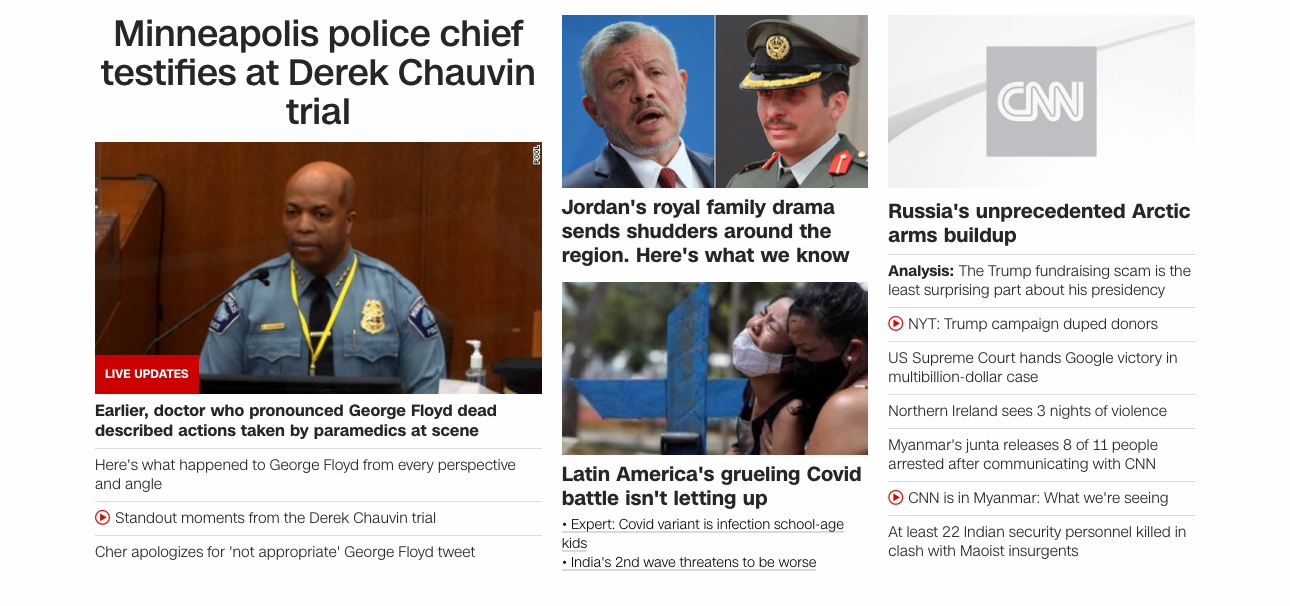 Minneapolis police chief
testifies at Derek Chauvin
trial
POOL
LIVE UPDATES
Earlier, doctor who pronounced George Floyd dead
described actions taken by paramedics at scene
Here's what happened to George Floyd from every perspective
and angle
Standout moments from the Derek Chauvin trial
Cher apologizes for 'not appropriate' George Floyd tweet
Jordan's royal family drama
sends shudders around the
region. Here's what we know
Latin America's grueling Covid
battle isn't letting up
• Expert: Covid variant is infection school-age
kids
• India's 2nd wave threatens to be worse
CNN
Russia's unprecedented Arctic
arms buildup
Analysis: The Trump fundraising scam is the
least surprising part about his presidency
NYT: Trump campaign duped donors
US Supreme Court hands Google victory in
multibillion-dollar case
Northern Ireland sees 3 nights of violence
Myanmar's junta releases 8 of 11 people
arrested after communicating with CNN
CNN is in Myanmar: What we're seeing
At least 22 Indian security personnel killed in
clash with Maoist insurgents